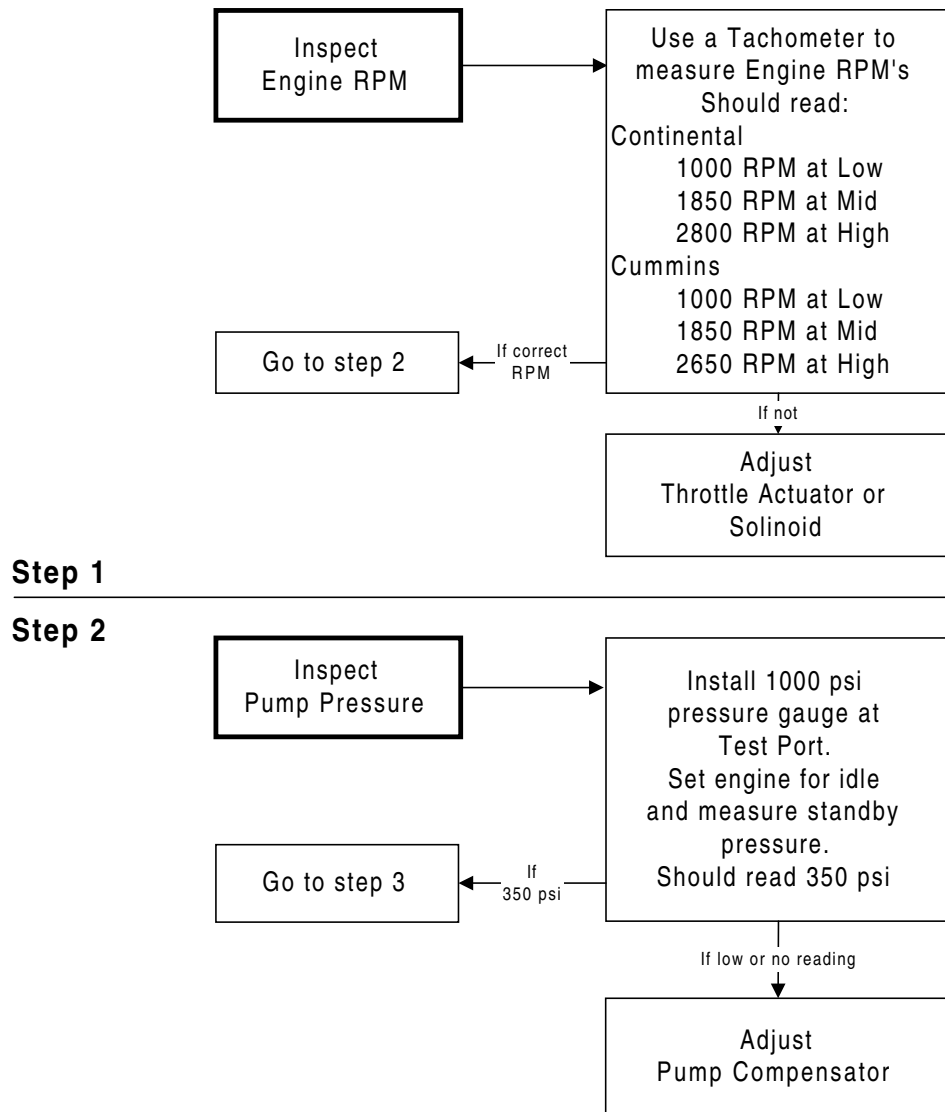 Inspect
Engine RPM
Use a Tachometer to
measure Engine RPM's
Should read:
Continental
1000 RPM at Low
1850 RPM at Mid
2800 RPM at High
Cummins
1000 RPM at Low
1850 RPM at Mid
2650 RPM at High
If correct
RPM
Go to step 2
If not
Adjust
Throttle Actuator or
Solinoid
Step 1
Step 2
Inspect
Pump Pressure
Install 1000 psi
pressure gauge at
Test Port.
Set engine for idle
and measure standby
pressure.
Should read 350 psi
If
350 psi
Go to step 3
If low or no reading
Adjust
Pump Compensator